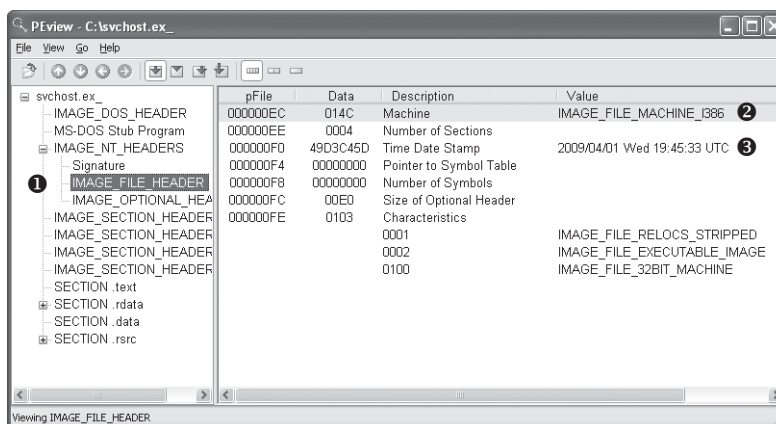 PEview - C:\svchost.ex_
File View Go Help
svchost.ex_
IMAGE_DOS_HEADER
MS-DOS Stub Program
IMAGE_NT_HEADERS
Signature
❶ IMAGE_FILE_HEADER
IMAGE_OPTIONAL_HEA
IMAGE_SECTION_HEADER
IMAGE_SECTION_HEADER
IMAGE_SECTION_HEADER
IMAGE_SECTION_HEADER
SECTION .text
SECTION .rdata
SECTION .data
SECTION .rsrc
pFile Data Description Value
000000EC 014C Machine IMAGE_FILE_MACHINE_I386 ❷
000000EE 0004 Number of Sections
000000F0 49D3C45D Time Date Stamp 2009/04/01 Wed 19:45:33 UTC ❸
000000F4 00000000 Pointer to Symbol Table
000000F8 00000000 Number of Symbols
000000FC 00E0 Size of Optional Header
000000FE 0103 Characteristics
0001 IMAGE_FILE_RELOCS_STRIPPED
0002 IMAGE_FILE_EXECUTABLE_IMAGE
0100 IMAGE_FILE_32BIT_MACHINE
Viewing IMAGE_FILE_HEADER